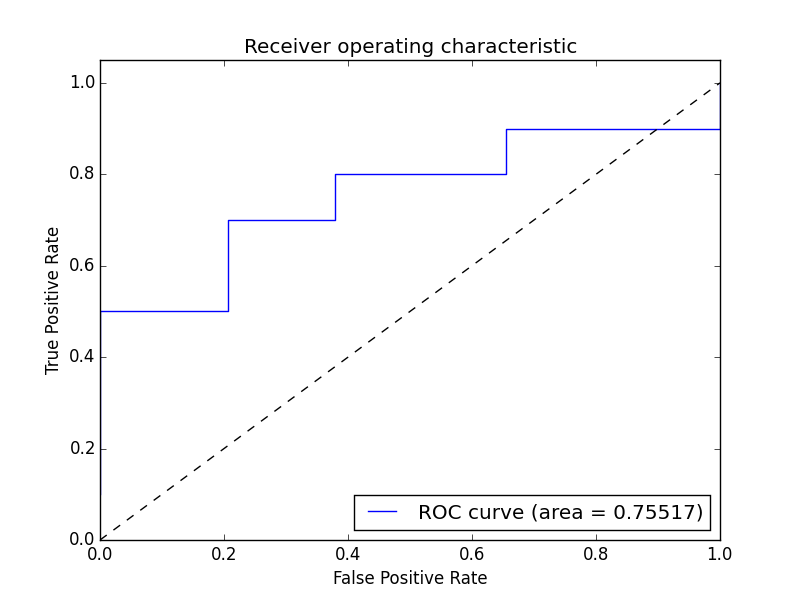 Receiver operating characteristic
1.0
0.8
0.6
0.4
0.2
0.0
True Positive Rate
ROC curve (area = 0.75517)
0.0 0.2 0.4 0.6 0.8 1.0
False Positive Rate